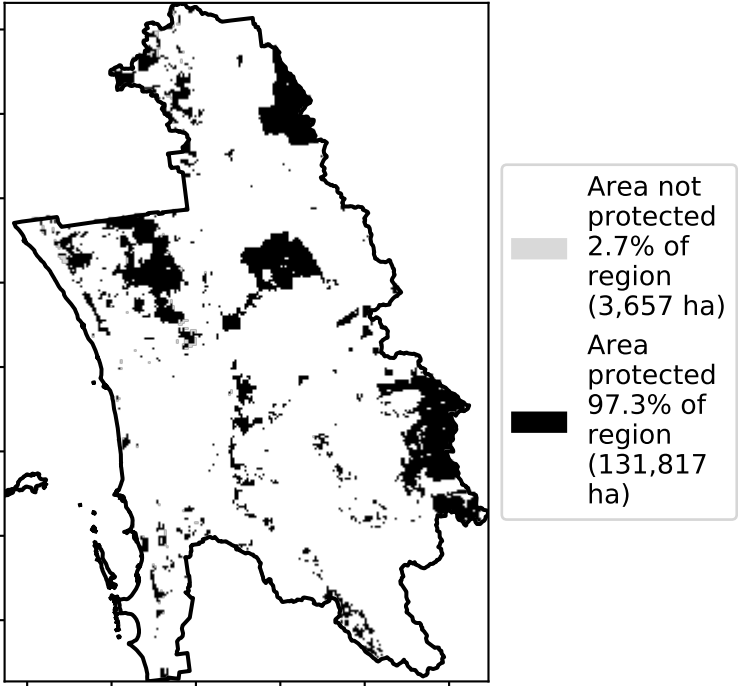 Area not
protected
2.7% of
region
(3,657 ha)
Area
protected
97.3% of
region
(131,817
ha)